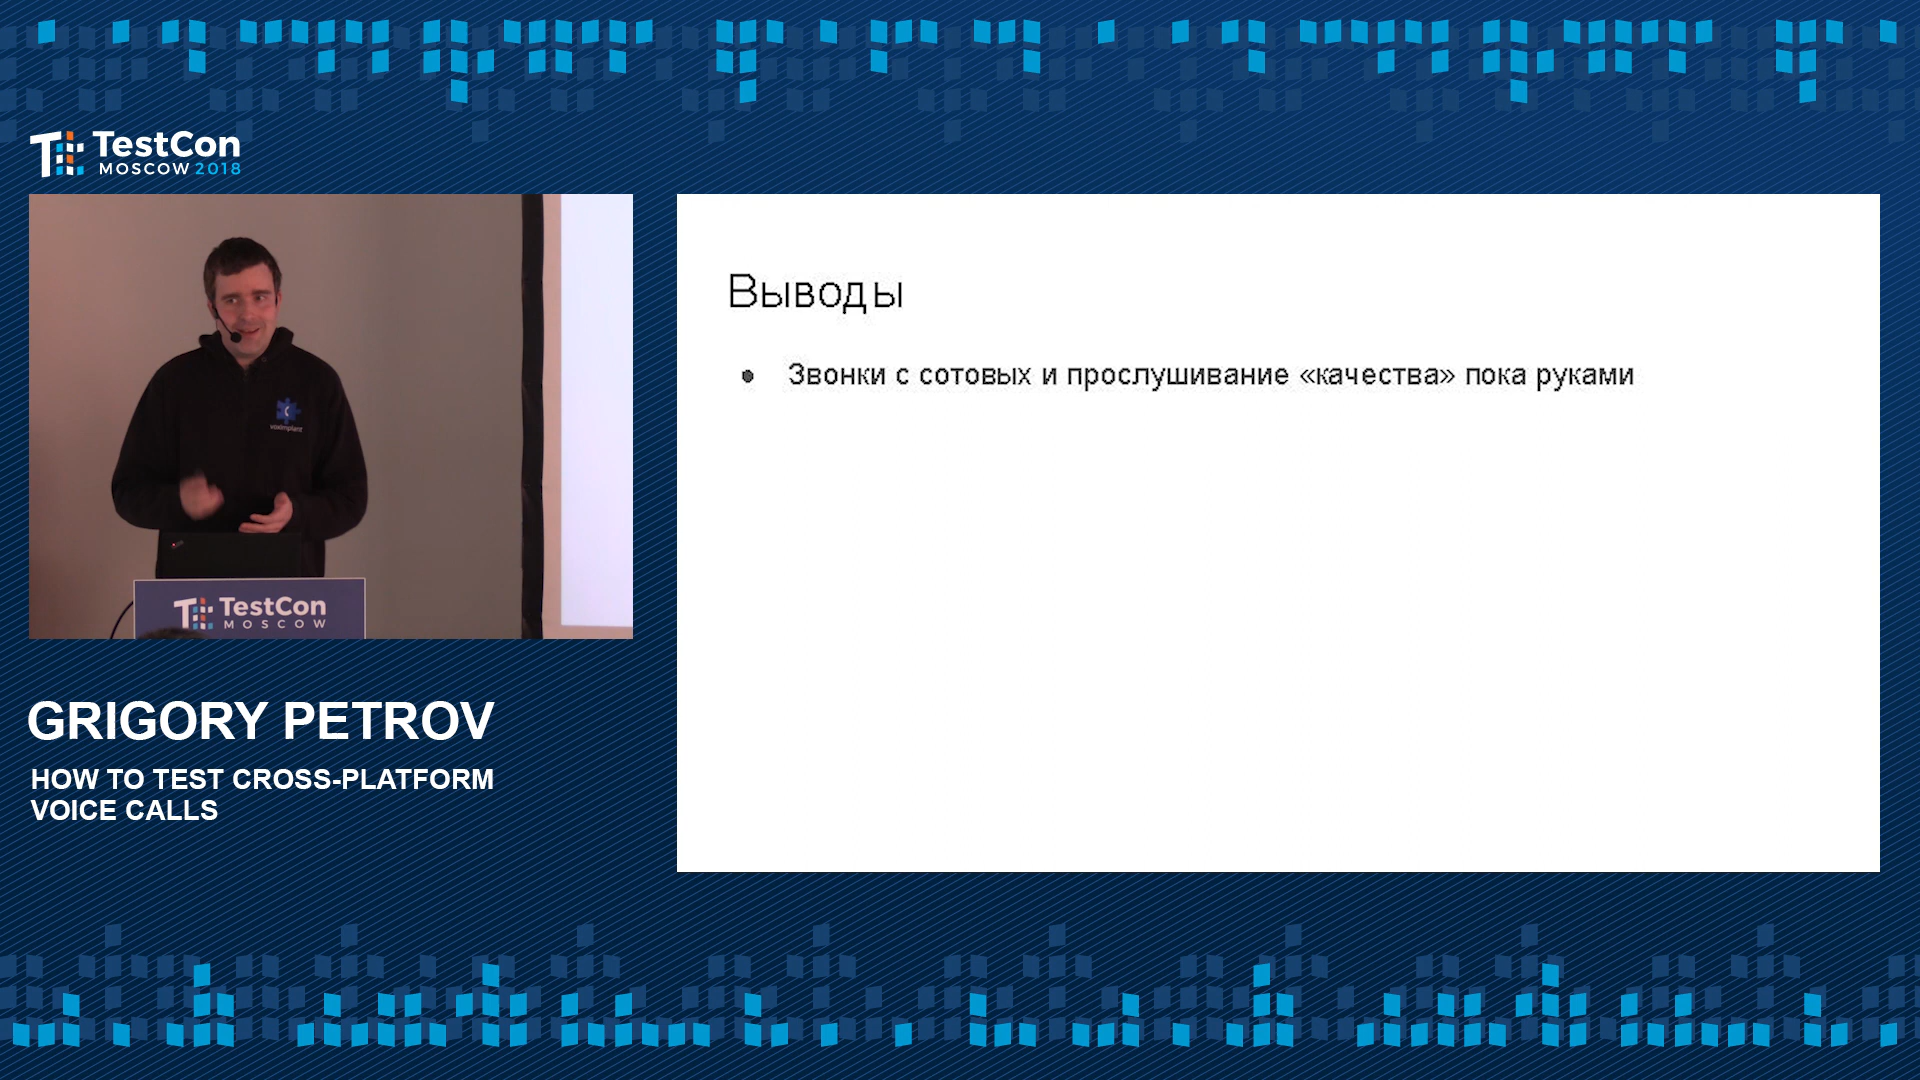 TestCon
MOSCOW 2018
voximplant
TestCon
MOSCOW
GRIGORY PETROV
HOW TO TEST CROSS-PLATFORM
VOICE CALLS
Выводы
● Звонки с сотовых и прослушивание «качества» пока руками